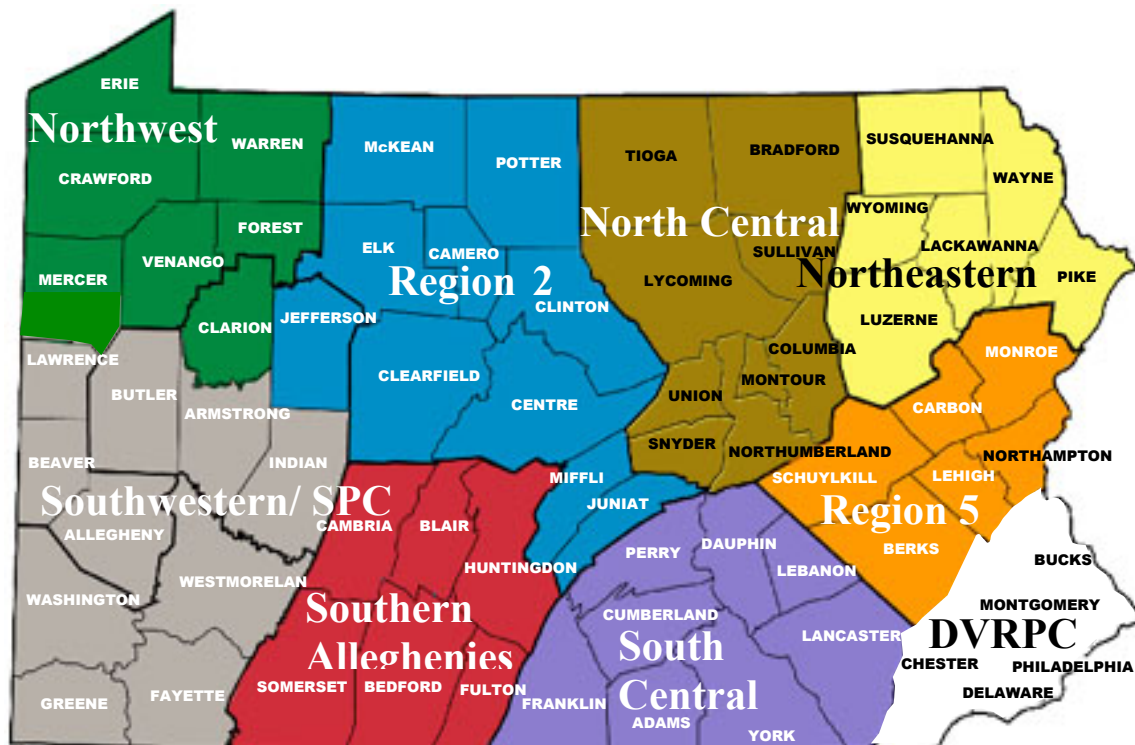 ERIE
Northwest
WARREN
CRAWFORD
FOREST
VENANGO
MERCER
CLARION
McKEAN
POTTER
ELK
CAMERO
Region 2
CLINTON
JEFFERSON
CLEARFIELD
CENTRE
MIFFLI
JUNIAT
TIOGA
BRADFORD
North Central
SULLIVAN
LYCOMING
COLUMBIA
MONTOUR
UNION
SNYDER
NORTHUMBERLAND
SUSQUEHANNA
WAYNE
WYOMING
LACKAWANNA
Northeastern
PIKE
LUZERNE
MONROE
CARBON
NORTHAMPTON
LEHIGH
SCHUYLKILL
Region 5
BERKS
LAWRENCE
BUTLER
ARMSTRONG
BEAVER
INDIAN
Southwestern/ SPC
ALLEGHENY
WESTMORELAN
WASHINGTON
FAYETTE
GREENE
CAMBRIA
BLAIR
HUNTINGDON
Southern
Alleghenies
SOMERSET
BEDFORD
FULTON
PERRY
DAUPHIN
LEBANON
CUMBERLAND
LANCASTER
South
Central
FRANKLIN
ADAMS
YORK
BUCKS
MONTGOMERY
DVRPC
CHESTER
PHILADELPHIA
DELAWARE